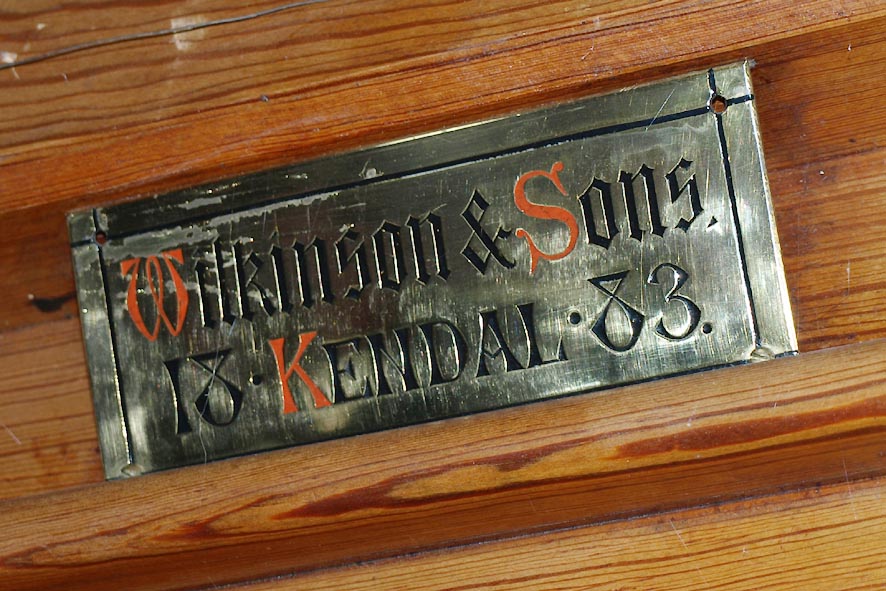 Wilkinson & Sons.
18 · KENDAL · 83.